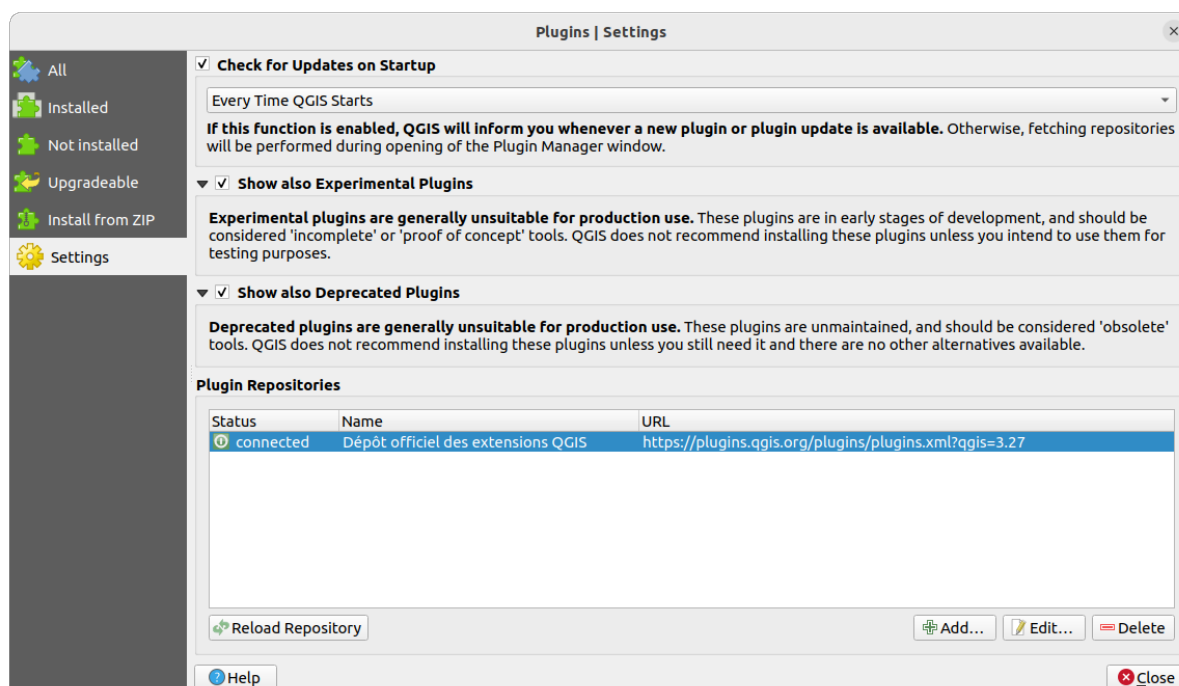 Plugins | Settings
All
Installed
Not installed
Upgradeable
Install from ZIP
Settings
Check for Updates on Startup
Every Time QGIS Starts
If this function is enabled, QGIS will inform you whenever a new plugin or plugin update is available. Otherwise, fetching repositories
will be performed during opening of the Plugin Manager window.
Show also Experimental Plugins
Experimental plugins are generally unsuitable for production use. These plugins are in early stages of development, and should be
considered 'incomplete' or 'proof of concept' tools. QGIS does not recommend installing these plugins unless you intend to use them for
testing purposes.
Show also Deprecated Plugins
Deprecated plugins are generally unsuitable for production use. These plugins are unmaintained, and should be considered 'obsolete'
tools. QGIS does not recommend installing these plugins unless you still need it and there are no other alternatives available.
Plugin Repositories
Status Name URL
connected Dépôt officiel des extensions QGIS https://plugins.qgis.org/plugins/plugins.xml?qgis=3.27
Reload Repository Add... Edit... Delete
Help Close